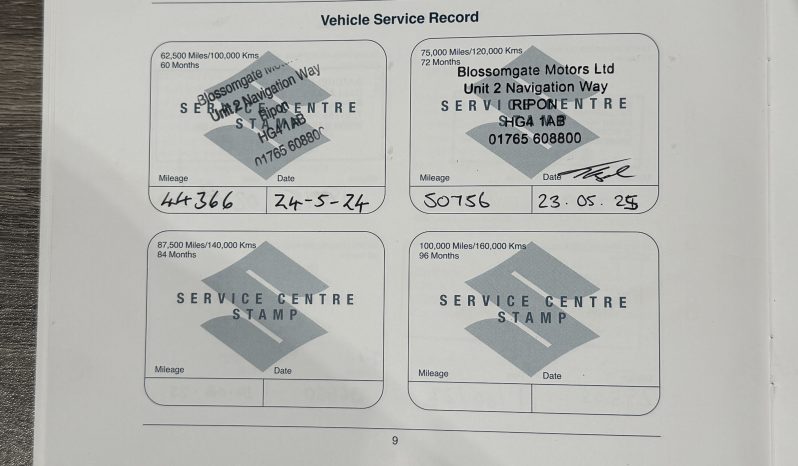 Vehicle Service Record
62,500 Miles/100,000 Kms
60 Months
SERVICE CENTRE
STAMP
Blossomgate
Unit 2 Navigation Way
Ripon
HG4 1AB
01765 608800
Mileage Date
44366 24-5-24
75,000 Miles/120,000 Kms
72 Months
SERVICE CENTRE
STAMP
Blossomgate Motors Ltd
Unit 2 Navigation Way
RIPON
HG4 1AB
01765 608800
Mileage Date
50756 23.05.25
87,500 Miles/140,000 Kms
84 Months
SERVICE CENTRE
STAMP
Mileage Date
100,000 Miles/160,000 Kms
96 Months
SERVICE CENTRE
STAMP
Mileage Date
9